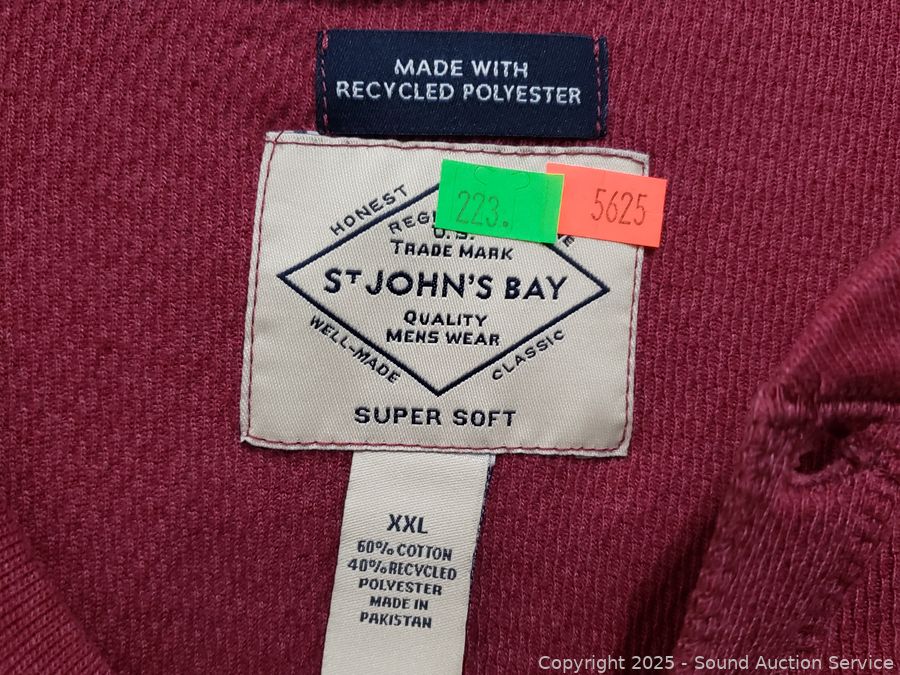 MADE WITH
RECYCLED POLYESTER
223.
5625
HONEST
U.S.
TRADE MARK
ST JOHN'S BAY
QUALITY
MENS WEAR
WELL-MADE
CLASSIC
SUPER SOFT
XXL
60% COTTON
40% RECYCLED
POLYESTER
MADE IN
PAKISTAN
Copyright 2025 - Sound Auction Service